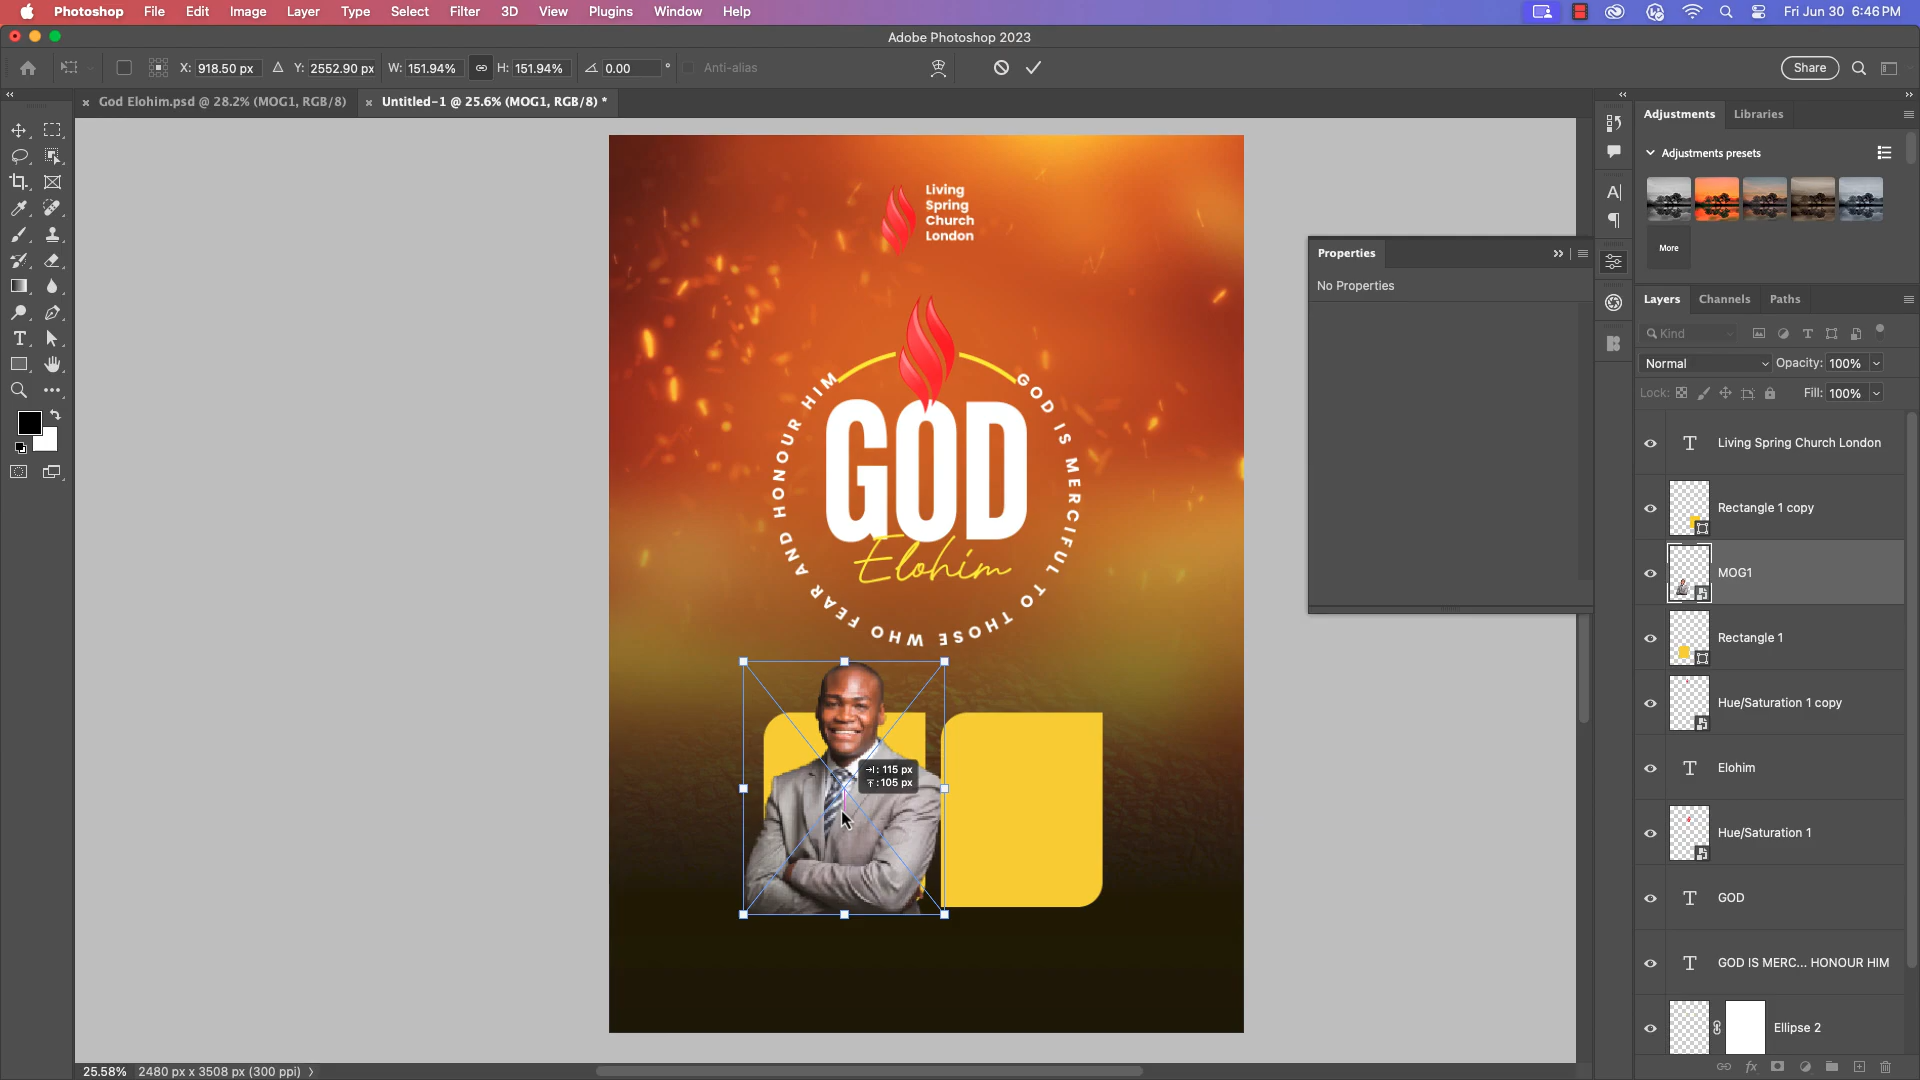 Photoshop File Edit Image Layer Type Select Filter 3D View Plugins Window Help Fri Jun 30 6:46 PM
Adobe Photoshop 2023
X: 918.50 px Y: 2552.90 px W: 151.94% H: 151.94% 0.00 ° Anti-alias Share
God Elohim.psd @ 28.2% (MOG1, RGB/8) Untitled-1 @ 25.6% (MOG1, RGB/8) *
Adjustments Libraries
Adjustments presets
More
Living
Spring
Church
London
Properties
No Properties
Layers Channels Paths
Kind
Normal Opacity: 100%
Lock: Fill: 100%
GOD IS MERCIFUL TO THOSE WHO FEAR AND HONOUR HIM
GOD
Elohim
: 115 px
: 105 px
Living Spring Church London
Rectangle 1 copy
MOG1
Rectangle 1
Hue/Saturation 1 copy
Elohim
Hue/Saturation 1
GOD
GOD IS MERC... HONOUR HIM
Ellipse 2
25.58% 2480 px x 3508 px (300 ppi)